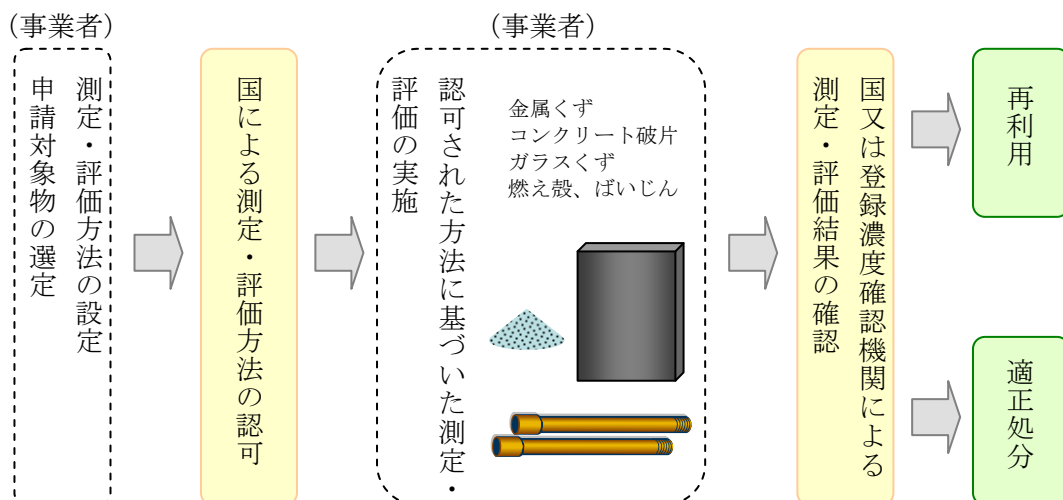 (事業者)
測定・評価方法の設定
申請対象物の選定
国による測定・評価方法の認可
(事業者)
認可された方法に基づいた測定・
評価の実施
金属くず
コンクリート破片
ガラスくず
燃え殻、ばいじん
国又は登録濃度確認機関による
測定・評価結果の確認
再利用
適正処分